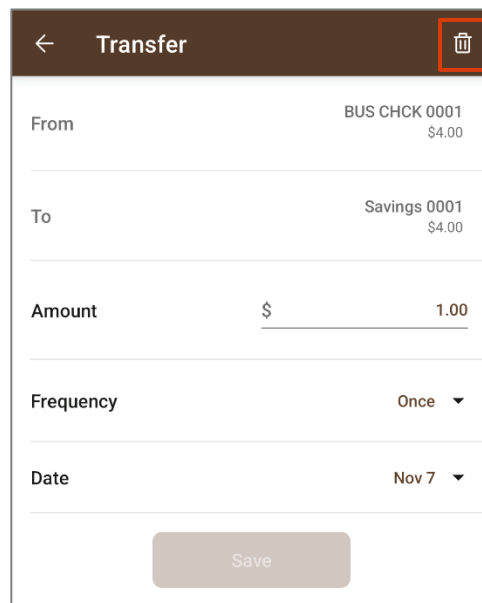 Transfer
From
BUS CHCK 0001
$4.00
To
Savings 0001
$4.00
Amount
$ 1.00
Frequency
Once
Date
Nov 7
Save